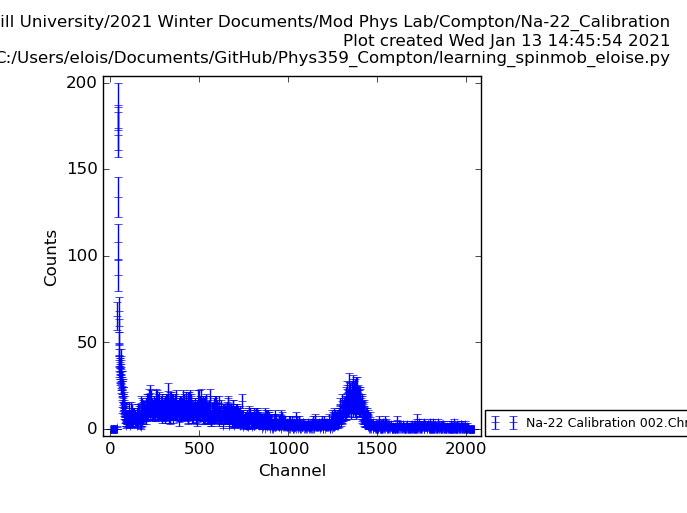 ill University/2021 Winter Documents/Mod Phys Lab/Compton/Na-22_Calibration
Plot created Wed Jan 13 14:45:54 2021
C:/Users/elois/Documents/GitHub/Phys359_Compton/learning_spinmob_eloise.py
200
150
100
50
0
Counts
0 500 1000 1500 2000
Channel
Na-22 Calibration 002.Chn